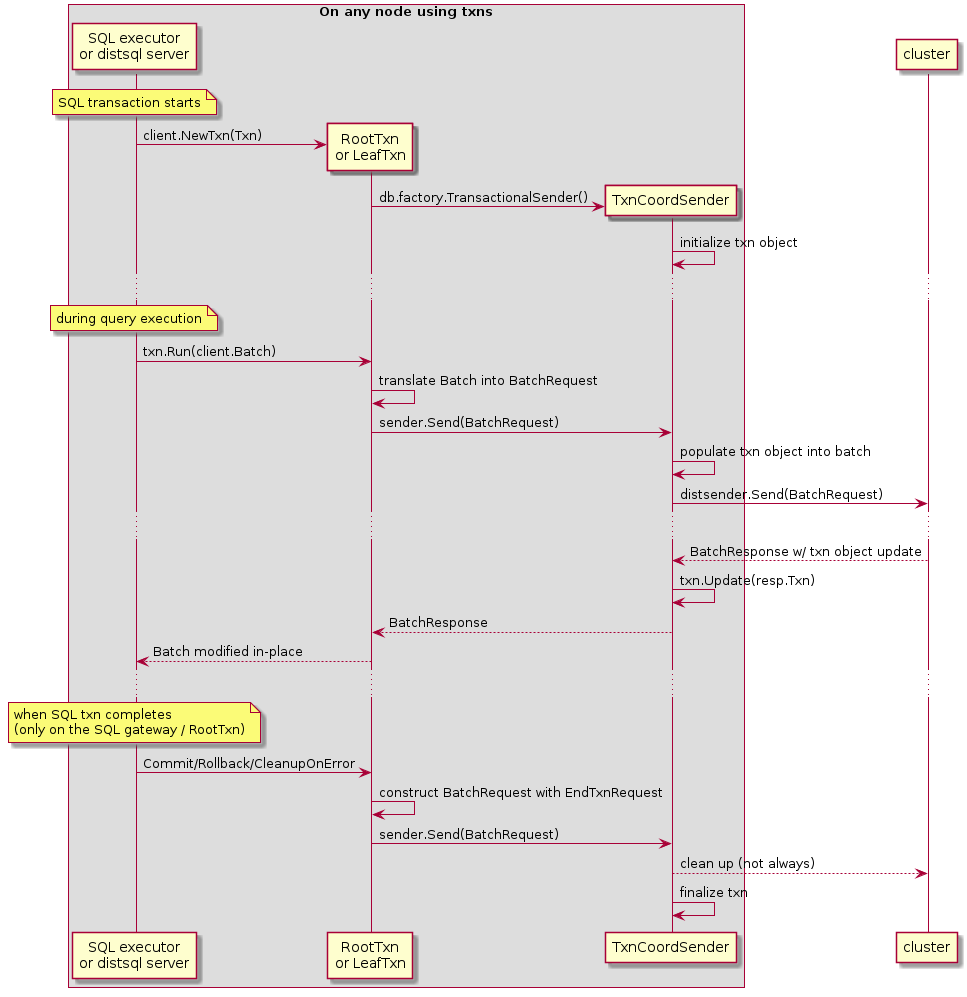 On any node using txns
SQL executor
or distsql server
cluster
SQL transaction starts
client.NewTxn(Txn)
RootTxn
or LeafTxn
db.factory.TransactionalSender()
TxnCoordSender
initialize txn object
during query execution
txn.Run(client.Batch)
translate Batch into BatchRequest
sender.Send(BatchRequest)
populate txn object into batch
distsender.Send(BatchRequest)
BatchResponse w/ txn object update
txn.Update(resp.Txn)
BatchResponse
Batch modified in-place
when SQL txn completes
(only on the SQL gateway / RootTxn)
Commit/Rollback/CleanupOnError
construct BatchRequest with EndTxnRequest
sender.Send(BatchRequest)
clean up (not always)
finalize txn
SQL executor
or distsql server
RootTxn
or LeafTxn
TxnCoordSender
cluster